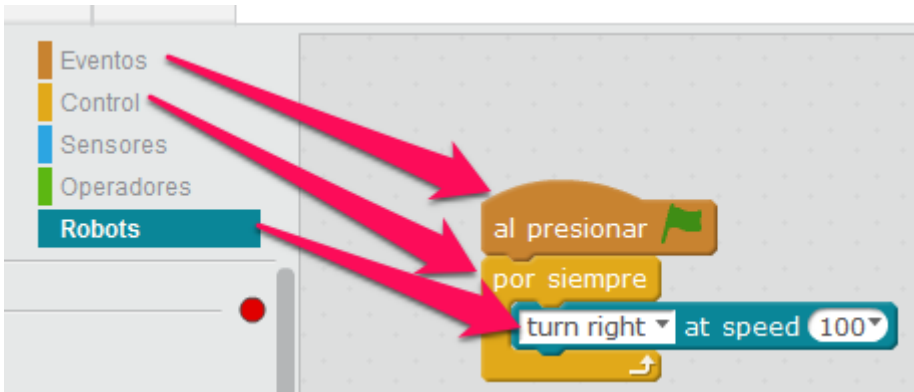 Eventos
Control
Sensores
Operadores
Robots
al presionar
por siempre
turn right at speed 100